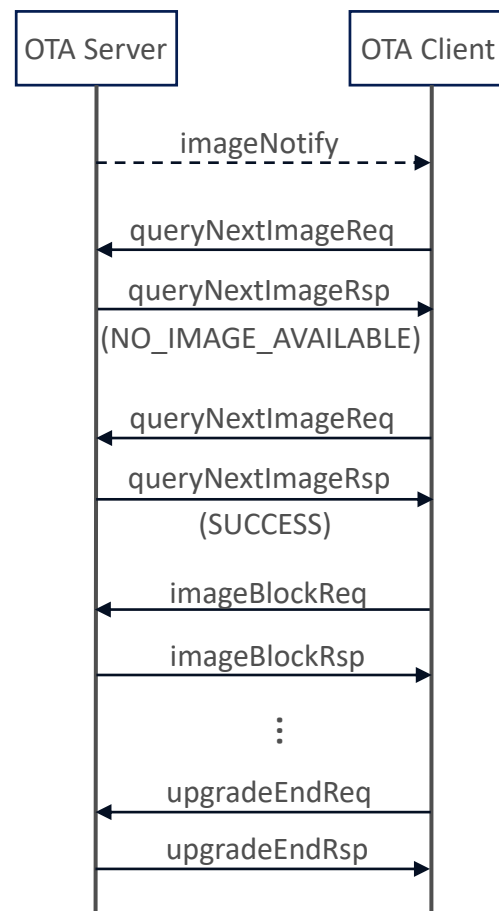 OTA Server
OTA Client
imageNotify
queryNextImageReq
queryNextImageRsp
(NO_IMAGE_AVAILABLE)
queryNextImageReq
queryNextImageRsp
(SUCCESS)
imageBlockReq
imageBlockRsp
⋮
upgradeEndReq
upgradeEndRsp